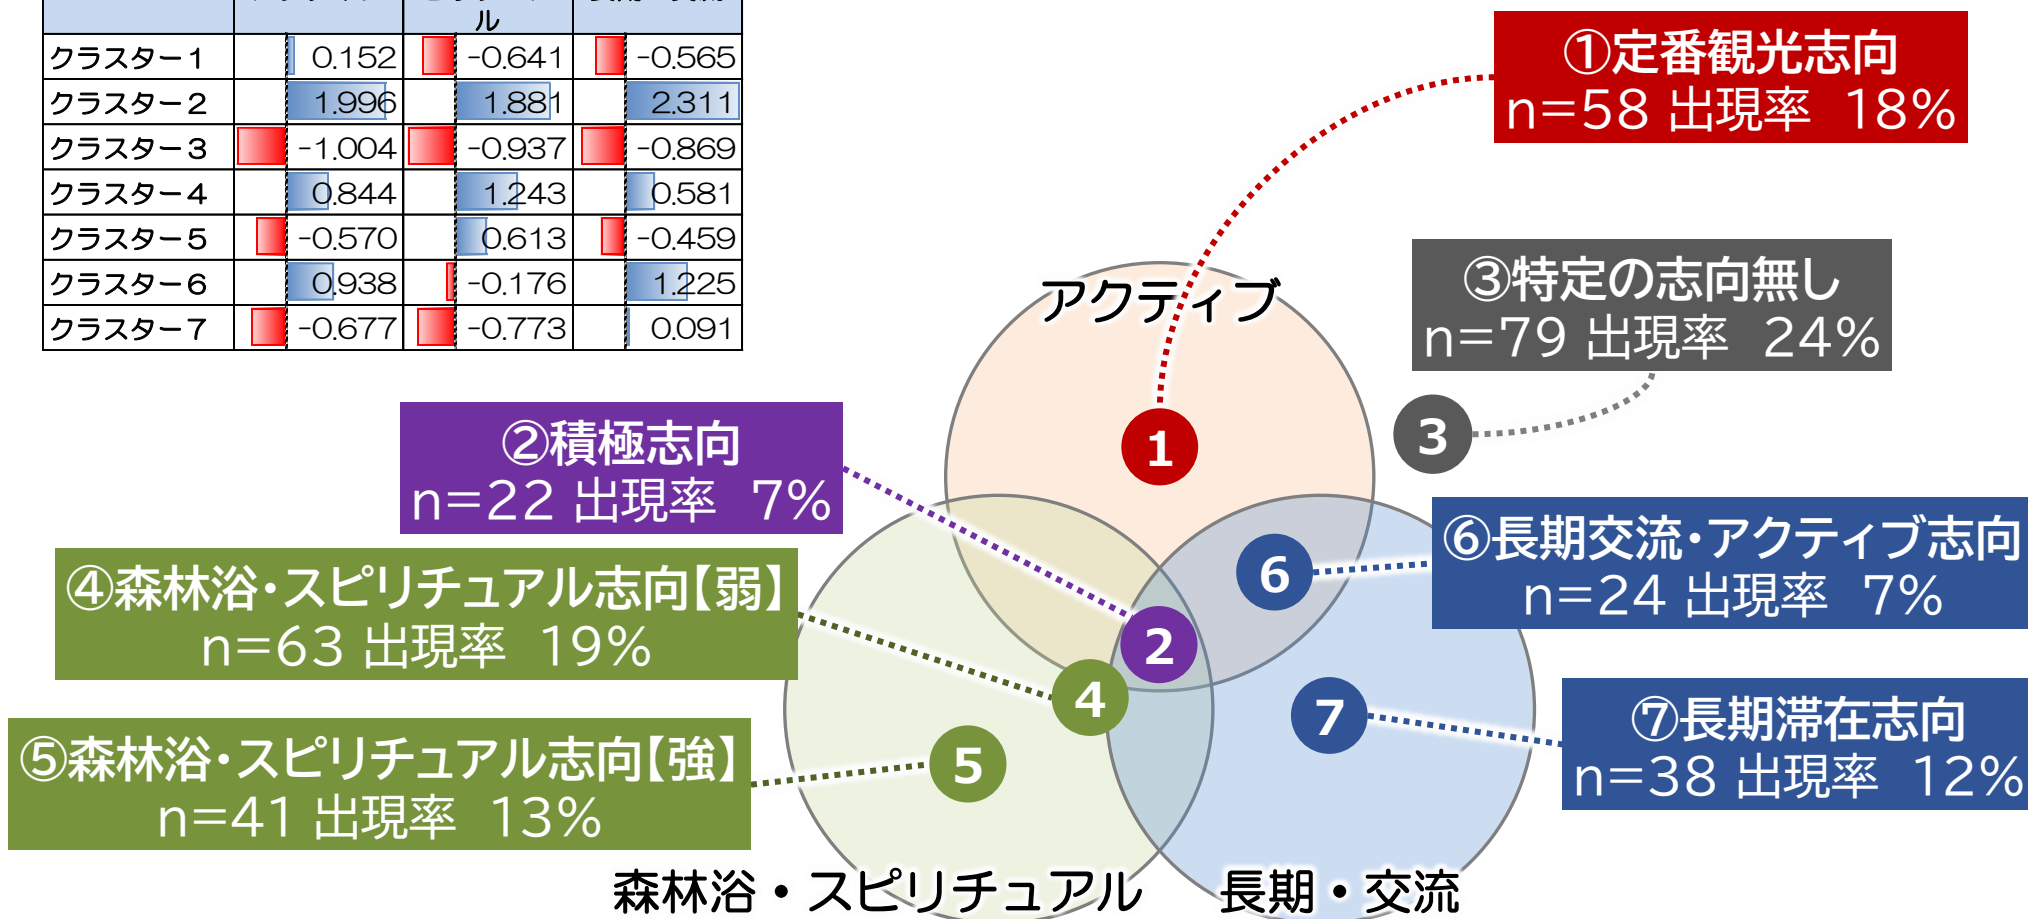 ル
クラスター1 0.152 -0.641 -0.565
クラスター2 1.996 1.881 2.311
クラスター3 -1.004 -0.937 -0.869
クラスター4 0.844 1.243 0.581
クラスター5 -0.570 0.613 -0.459
クラスター6 0.938 -0.176 1.225
クラスター7 -0.677 -0.773 0.091
①定番観光志向
n=58 出現率 18%
③特定の志向無し
n=79 出現率 24%
アクティブ
1
3
②積極志向
n=22 出現率 7%
⑥長期交流・アクティブ志向
n=24 出現率 7%
6
④森林浴・スピリチュアル志向【弱】
n=63 出現率 19%
2
4
7
⑦長期滞在志向
n=38 出現率 12%
⑤森林浴・スピリチュアル志向【強】
n=41 出現率 13%
5
森林浴・スピリチュアル
長期・交流